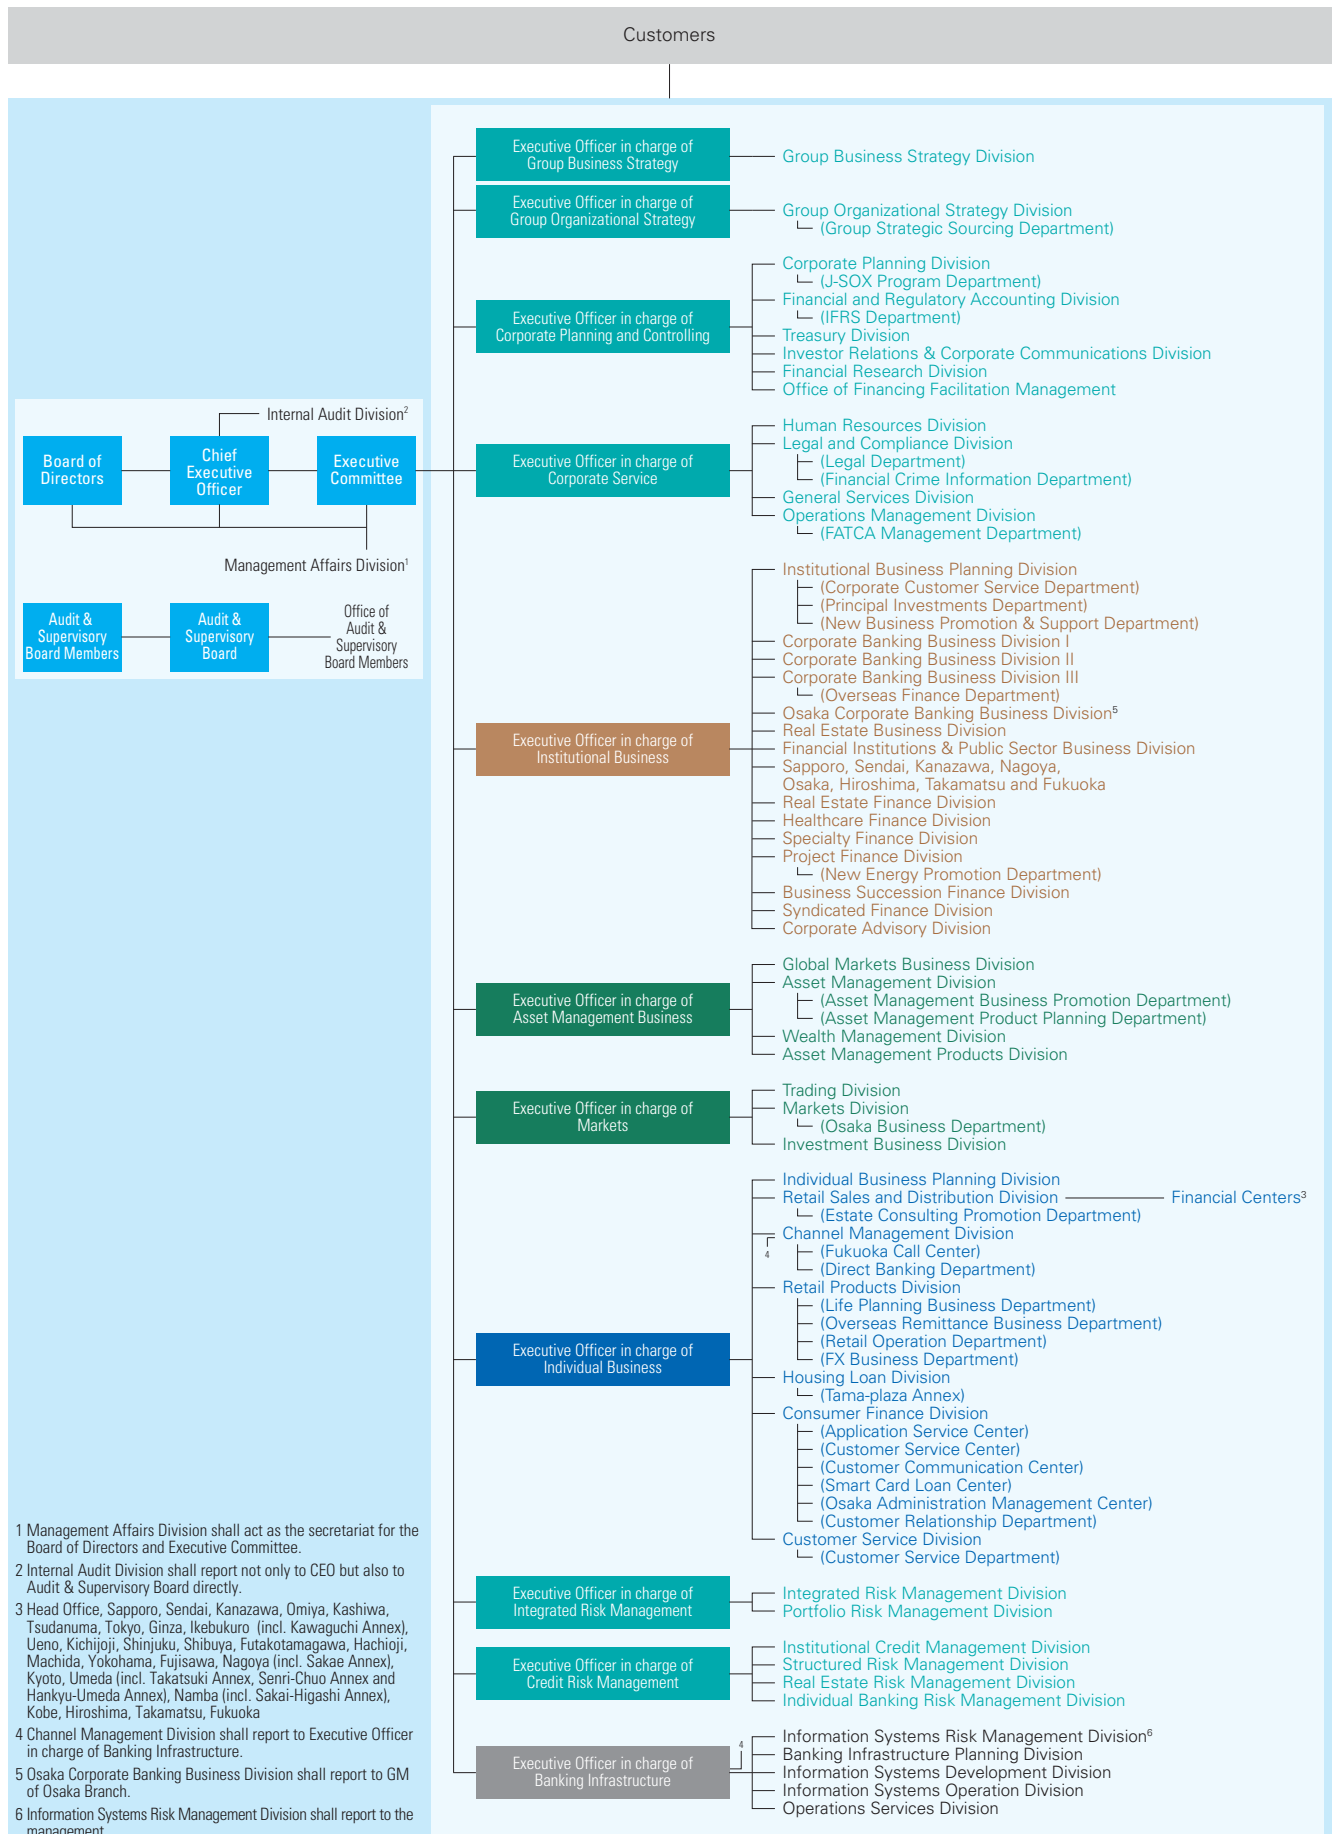 Customers
Executive Officer in charge of
Group Business Strategy
Group Business Strategy Division
Executive Officer in charge of
Group Organizational Strategy
Group Organizational Strategy Division
(Group Strategic Sourcing Department)
Executive Officer in charge of
Corporate Planning and Controlling
Corporate Planning Division
(J-SOX Program Department)
Financial and Regulatory Accounting Division
(IFRS Department)
Treasury Division
Investor Relations & Corporate Communications Division
Financial Research Division
Office of Financing Facilitation Management
Internal Audit Division2
Board of
Directors
Chief
Executive
Officer
Executive
Committee
Management Affairs Division1
Audit &
Supervisory
Board Members
Audit &
Supervisory
Board
Office of
Audit &
Supervisory
Board Members
Executive Officer in charge of
Corporate Service
Human Resources Division
Legal and Compliance Division
(Legal Department)
(Financial Crime Information Department)
General Services Division
Operations Management Division
(FATCA Management Department)
Executive Officer in charge of
Institutional Business
Institutional Business Planning Division
(Corporate Customer Service Department)
(Principal Investments Department)
(New Business Promotion & Support Department)
Corporate Banking Business Division I
Corporate Banking Business Division II
Corporate Banking Business Division III
(Overseas Finance Department)
Osaka Corporate Banking Business Division5
Real Estate Business Division
Financial Institutions & Public Sector Business Division
Sapporo, Sendai, Kanazawa, Nagoya,
Osaka, Hiroshima, Takamatsu and Fukuoka
Real Estate Finance Division
Healthcare Finance Division
Specialty Finance Division
Project Finance Division
(New Energy Promotion Department)
Business Succession Finance Division
Syndicated Finance Division
Corporate Advisory Division
Executive Officer in charge of
Asset Management Business
Global Markets Business Division
Asset Management Division
(Asset Management Business Promotion Department)
(Asset Management Product Planning Department)
Wealth Management Division
Asset Management Products Division
Executive Officer in charge of
Markets
Trading Division
Markets Division
(Osaka Business Department)
Investment Business Division
Executive Officer in charge of
Individual Business
Individual Business Planning Division
Retail Sales and Distribution Division
Financial Centers3
(Estate Consulting Promotion Department)
Channel Management Division
4
(Fukuoka Call Center)
(Direct Banking Department)
Retail Products Division
(Life Planning Business Department)
(Overseas Remittance Business Department)
(Retail Operation Department)
(FX Business Department)
Housing Loan Division
(Tama-plaza Annex)
Consumer Finance Division
(Application Service Center)
(Customer Service Center)
(Customer Communication Center)
(Smart Card Loan Center)
(Osaka Administration Management Center)
(Customer Relationship Department)
Customer Service Division
(Customer Service Department)
Executive Officer in charge of
Integrated Risk Management
Integrated Risk Management Division
Portfolio Risk Management Division
Executive Officer in charge of
Credit Risk Management
Institutional Credit Management Division
Structured Risk Management Division
Real Estate Risk Management Division
Individual Banking Risk Management Division
Executive Officer in charge of
Banking Infrastructure
4
Information Systems Risk Management Division6
Banking Infrastructure Planning Division
Information Systems Development Division
Information Systems Operation Division
Operations Services Division
1 Management Affairs Division shall act as the secretariat for the
Board of Directors and Executive Committee.
2 Internal Audit Division shall report not only to CEO but also to
Audit & Supervisory Board directly.
3 Head Office, Sapporo, Sendai, Kanazawa, Omiya, Kashiwa,
Tsudanuma, Tokyo, Ginza, Ikebukuro (incl. Kawaguchi Annex),
Ueno, Kichijoji, Shinjuku, Shibuya, Futakotamagawa, Hachioji,
Machida, Yokohama, Fujisawa, Nagoya (incl. Sakae Annex),
Kyoto, Umeda (incl. Takatsuki Annex, Senri-Chuo Annex and
Hankyu-Umeda Annex), Namba (incl. Sakai-Higashi Annex),
Kobe, Hiroshima, Takamatsu, Fukuoka
4 Channel Management Division shall report to Executive Officer
in charge of Banking Infrastructure.
5 Osaka Corporate Banking Business Division shall report to GM
of Osaka Branch.
6 Information Systems Risk Management Division shall report to the
management